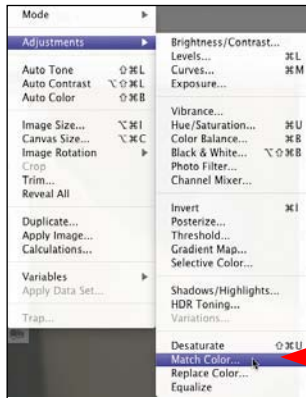 Mode
Adjustments
Auto Tone ⇧⌘L
Auto Contrast ⌥⇧⌘L
Auto Color ⇧⌘B
Image Size... ⌥⌘I
Canvas Size... ⌥⌘C
Image Rotation
Crop
Trim...
Reveal All
Duplicate...
Apply Image...
Calculations...
Variables
Apply Data Set...
Trap...
Brightness/Contrast...
Levels... ⌘L
Curves... ⌘M
Exposure...
Vibrance...
Hue/Saturation... ⌘U
Color Balance... ⌘B
Black & White... ⌥⇧⌘B
Photo Filter...
Channel Mixer...
Invert ⌘I
Posterize...
Threshold...
Gradient Map...
Selective Color...
Shadows/Highlights...
HDR Toning...
Variations...
Desaturate ⇧⌘U
Match Color...
Replace Color...
Equalize